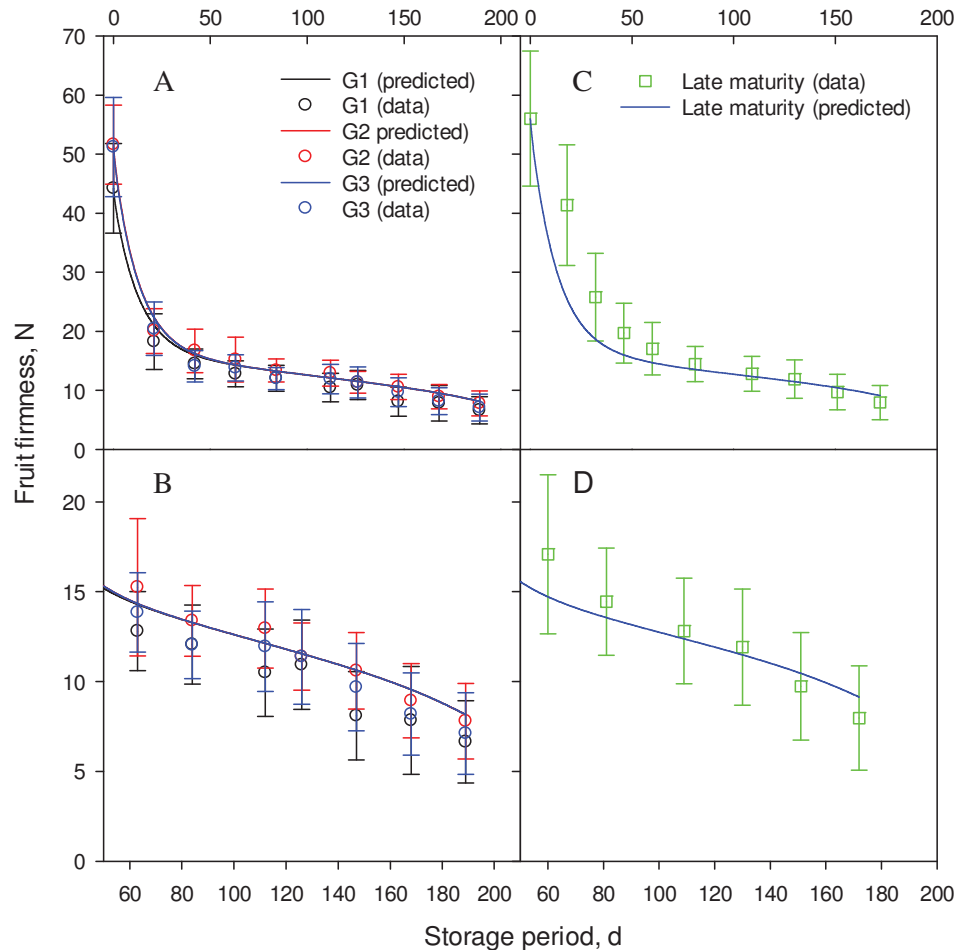 0 50 100 150 200
0 50 100 150 200
70
60
50
40
30
20
10
0
A
G1 (predicted)
G1 (data)
G2 predicted)
G2 (data)
G3 (predicted)
G3 (data)
C
Late maturity (data)
Late maturity (predicted)
Fruit firmness, N
20
15
10
5
0
B
D
60 80 100 120 140 160 180 200
60 80 100 120 140 160 180 200
Storage period, d